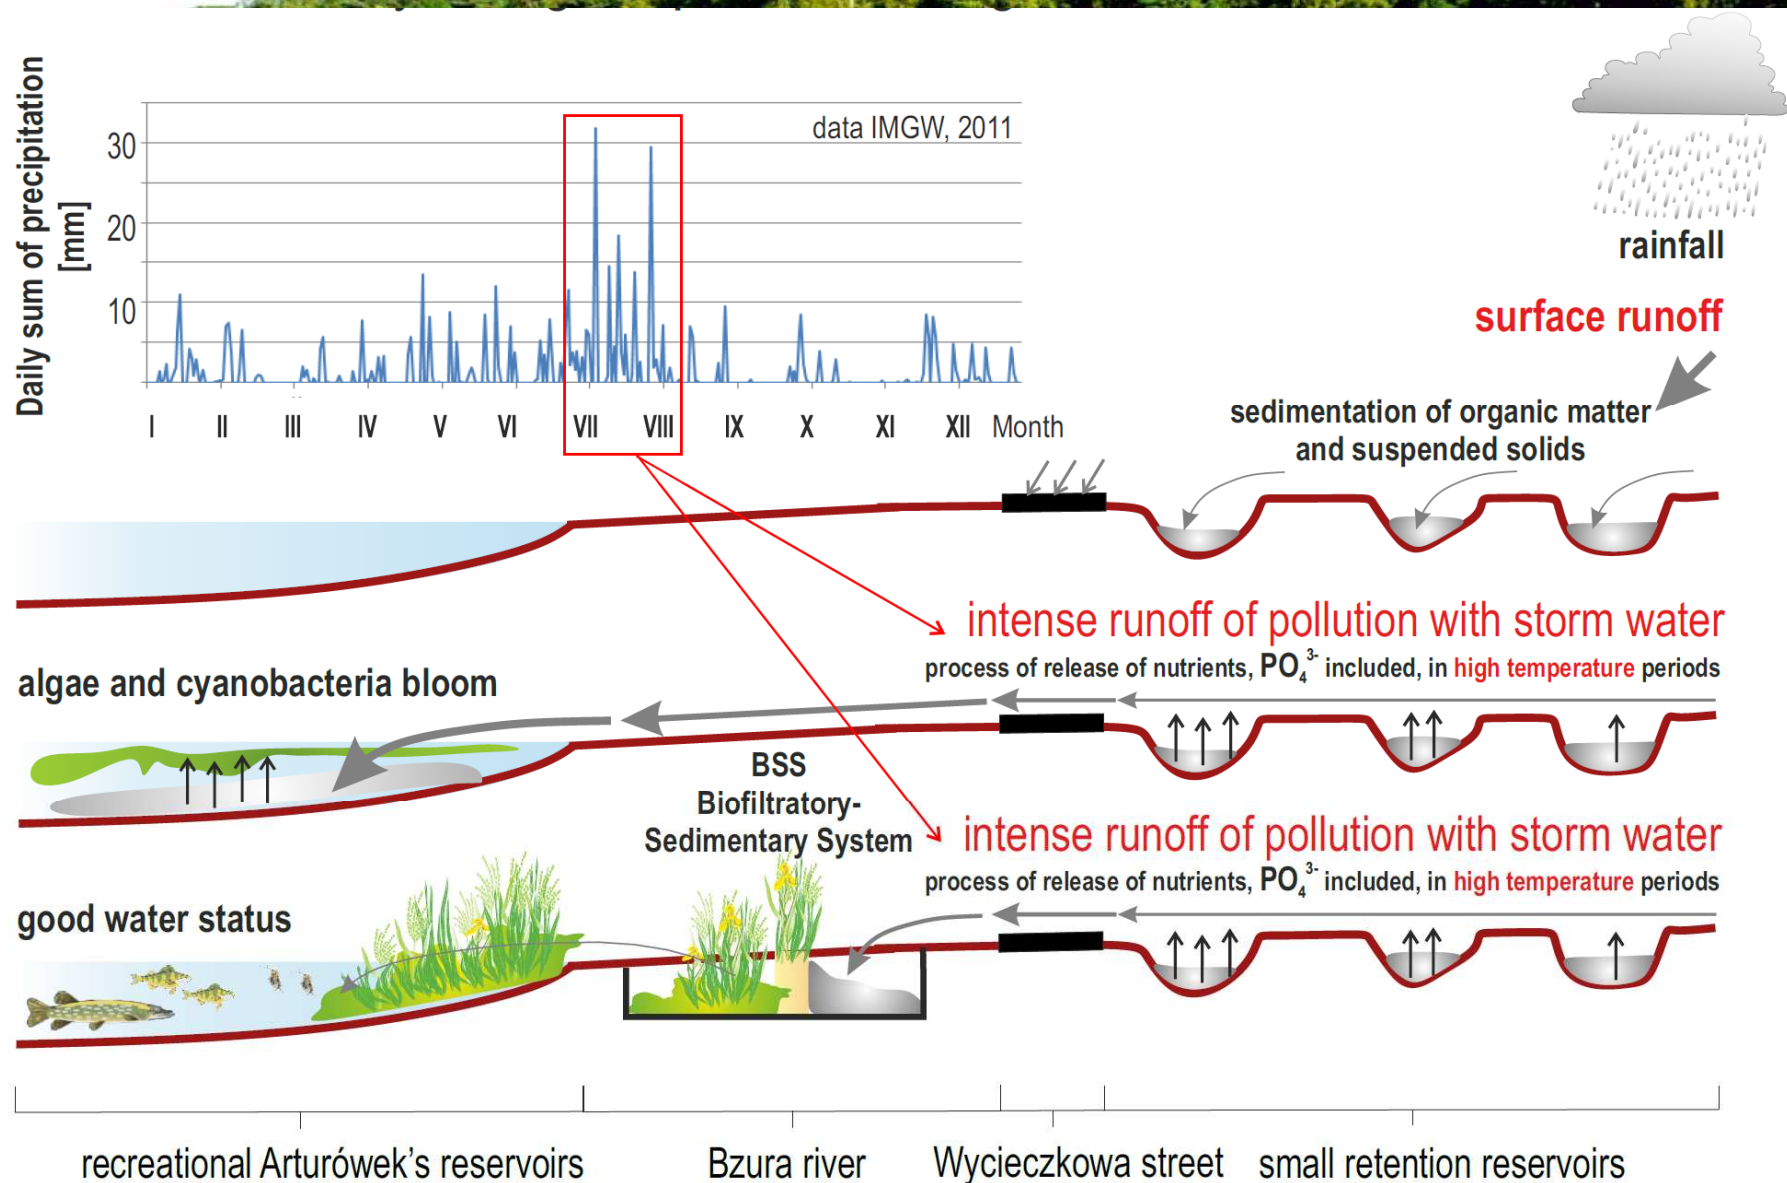 Daily sum of precipitation
[mm]
30
20
10
data IMGW, 2011
I II III IV V VI VII VIII IX X XI XII Month
rainfall
surface runoff
sedimentation of organic matter
and suspended solids
intense runoff of pollution with storm water
process of release of nutrients, PO₄³⁻ included, in high temperature periods
algae and cyanobacteria bloom
BSS
Biofiltratory-
Sedimentary System
intense runoff of pollution with storm water
process of release of nutrients, PO₄³⁻ included, in high temperature periods
good water status
recreational Arturówek's reservoirs
Bzura river
Wycieczkowa street
small retention reservoirs